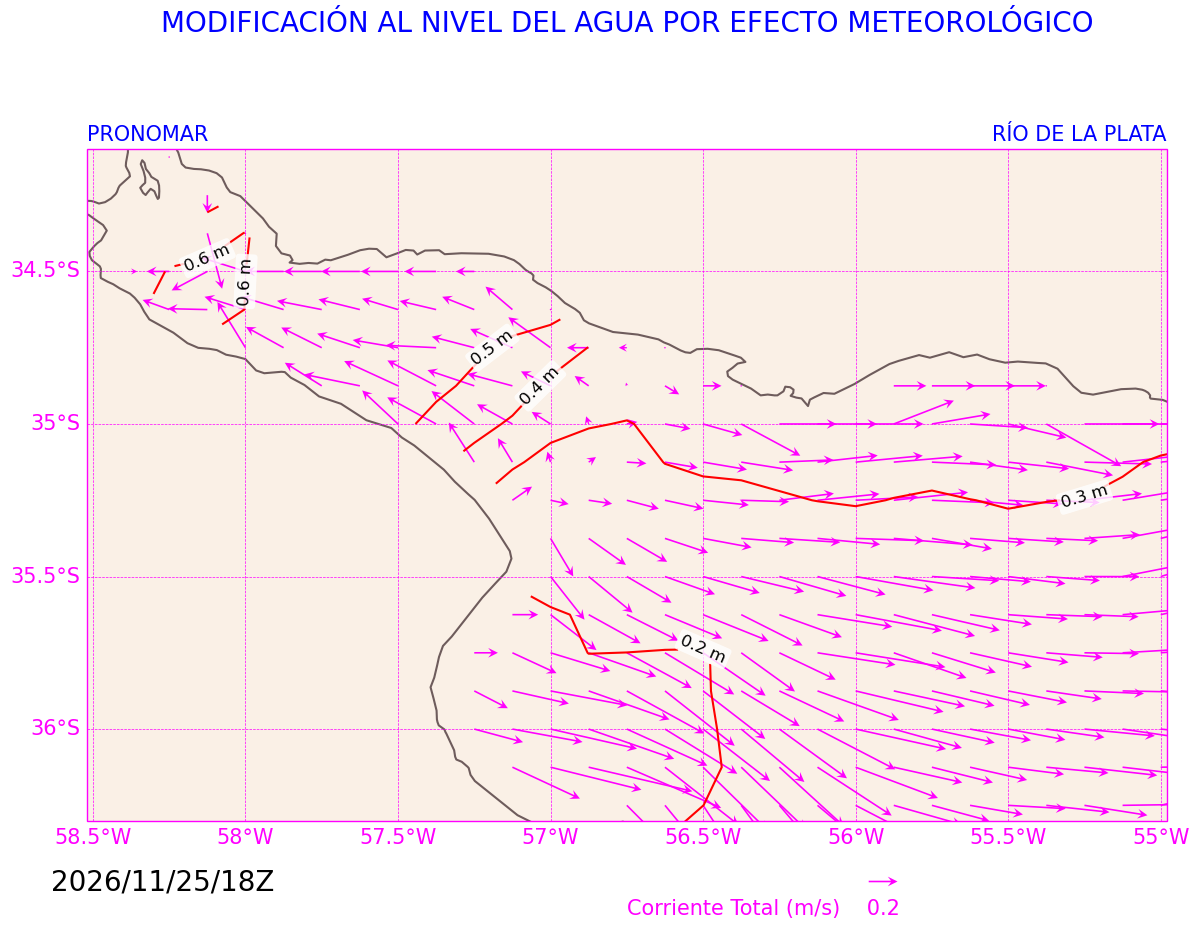 MODIFICACIÓN AL NIVEL DEL AGUA POR EFECTO METEOROLÓGICO
PRONOMAR
RÍO DE LA PLATA
0.6 m
34.5°S
0.6 m
0.5 m
0.4 m
35°S
0.3 m
35.5°S
0.2 m
36°S
58.5°W
58°W
57.5°W
57°W
56.5°W
56°W
55.5°W
55°W
2026/11/25/18Z
Corriente Total (m/s)
0.2